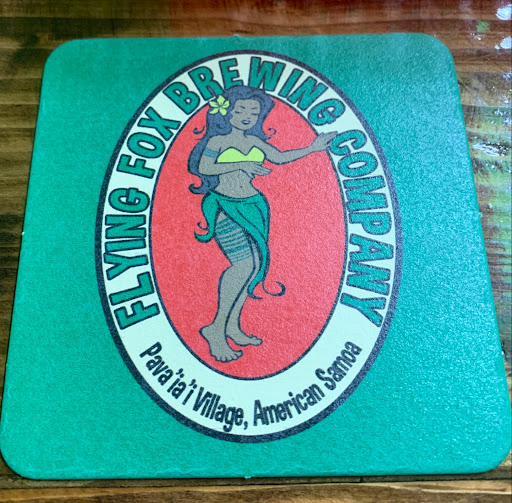 FLYING FOX BREWING COMPANY
Pava'ia'i Village, American Samoa